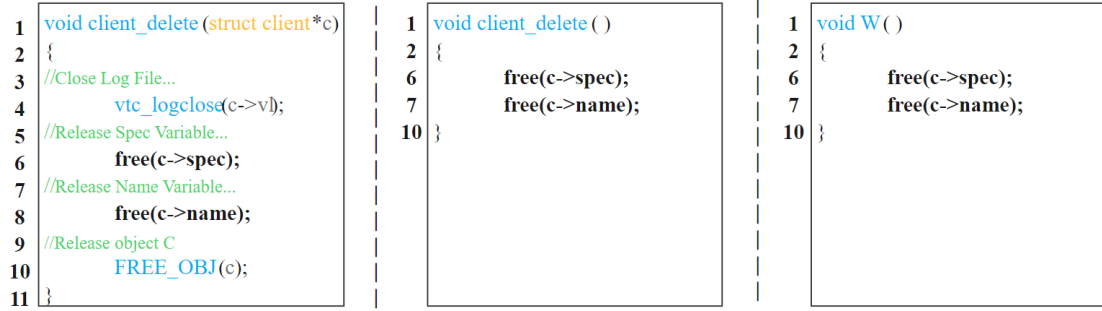 1 void client_delete (struct client*c)
2 {
3 //Close Log File...
4 vtc_logclose(c->vl);
5 //Release Spec Variable...
6 free(c->spec);
7 //Release Name Variable...
8 free(c->name);
9 //Release object C
10 FREE_OBJ(c);
11 }
1 void client_delete ( )
2 {
6 free(c->spec);
7 free(c->name);
10 }
1 void W ( )
2 {
6 free(c->spec);
7 free(c->name);
10 }